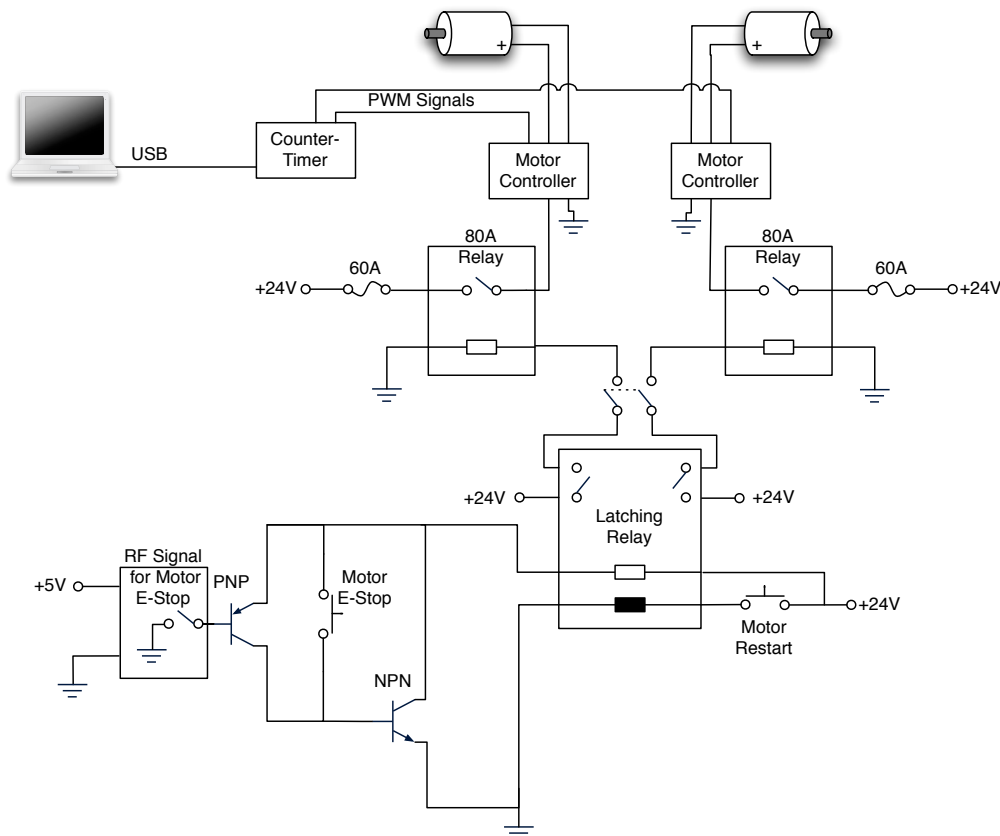 +
+
PWM Signals
USB
Counter-
Timer
Motor
Controller
Motor
Controller
80A
Relay
80A
Relay
60A
60A
+24V
+24V
+24V
+24V
Latching
Relay
RF Signal
for Motor
E-Stop
+5V
PNP
Motor
E-Stop
+24V
Motor
Restart
NPN